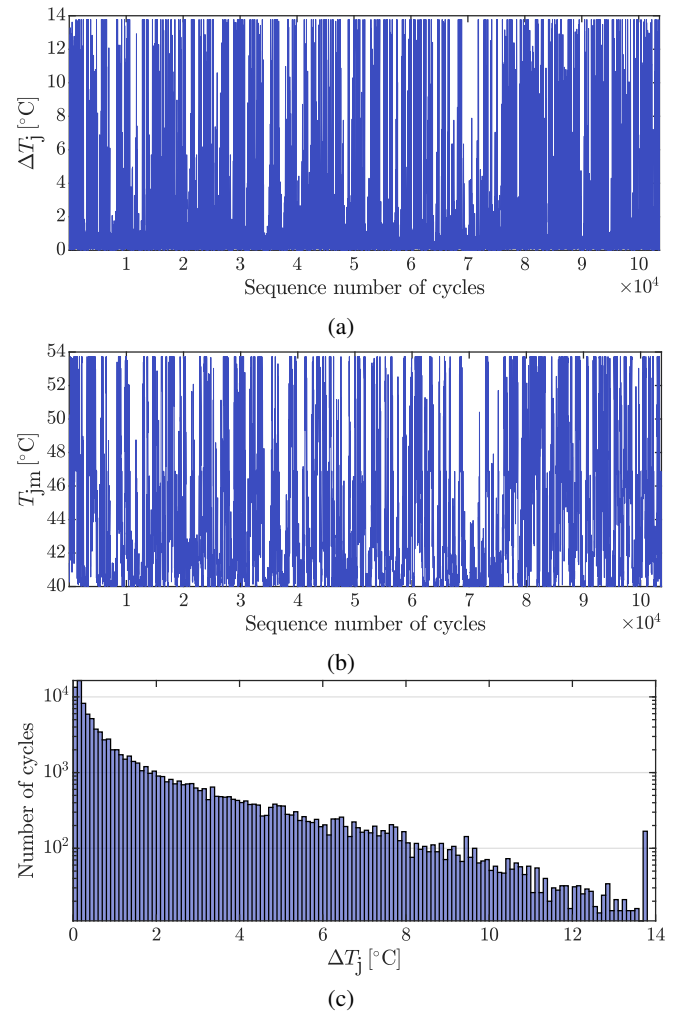 14
12
10
8
6
4
2
0
ΔTj [°C]
1 2 3 4 5 6 7 8 9 10
Sequence number of cycles
×10^4
(a)
54
52
50
48
46
44
42
40
Tjm [°C]
1 2 3 4 5 6 7 8 9 10
Sequence number of cycles
×10^4
(b)
10^4
10^3
10^2
Number of cycles
0 2 4 6 8 10 12 14
ΔTj [°C]
(c)